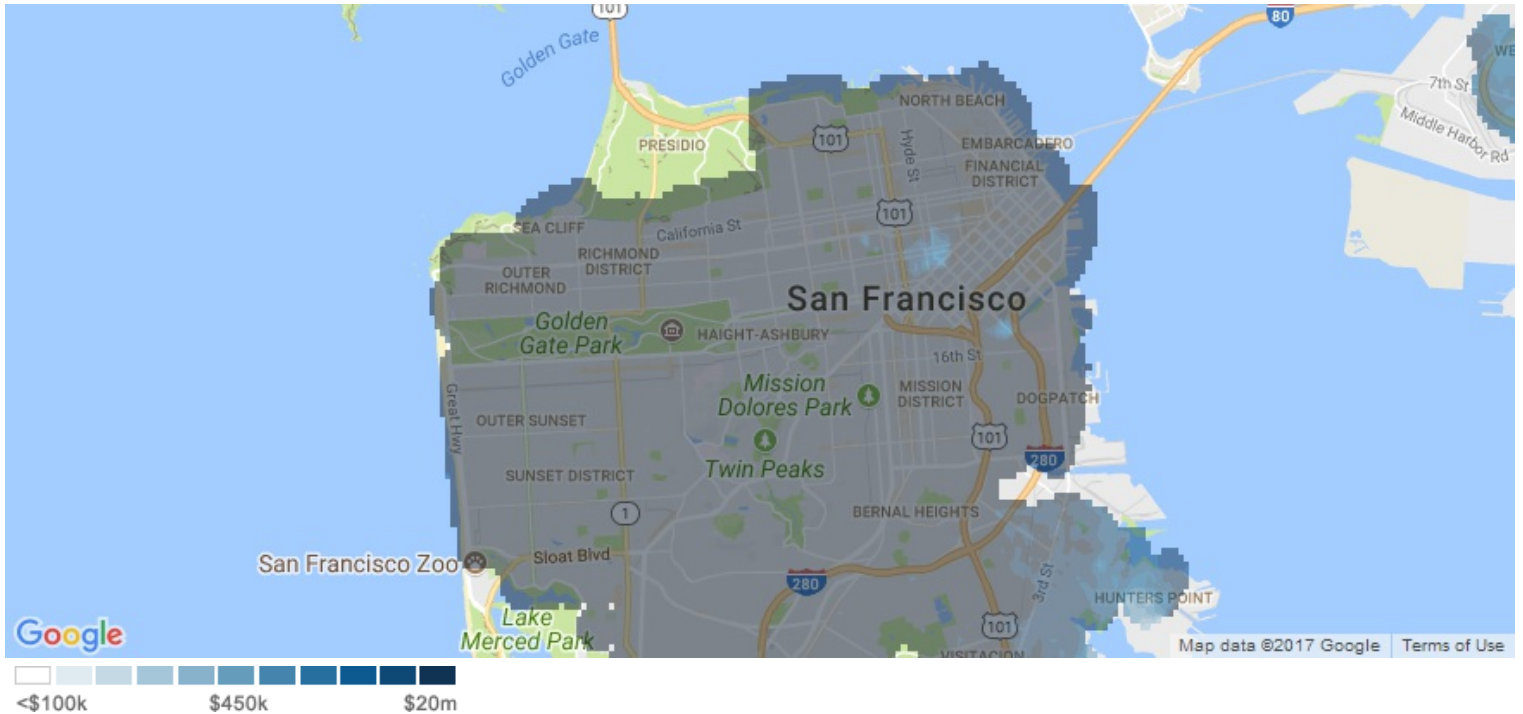 101
80
Golden Gate
WE
7th St
Middle Harbor Rd
NORTH BEACH
PRESIDIO
101
Hyde St
EMBARCADERO
FINANCIAL
DISTRICT
101
SEA CLIFF
California St
RICHMOND
DISTRICT
OUTER
RICHMOND
San Francisco
Golden
Gate Park
HAIGHT-ASHBURY
16th St
Mission
Dolores Park
MISSION
DISTRICT
DOGPATCH
Great Hwy
OUTER SUNSET
101
280
Twin Peaks
SUNSET DISTRICT
1
BERNAL HEIGHTS
San Francisco Zoo
Sloat Blvd
280
3rd St
HUNTERS POINT
Lake
Merced Park
101
VISITACION
Google
Map data ©2017 Google
Terms of Use
<$100k
$450k
$20m